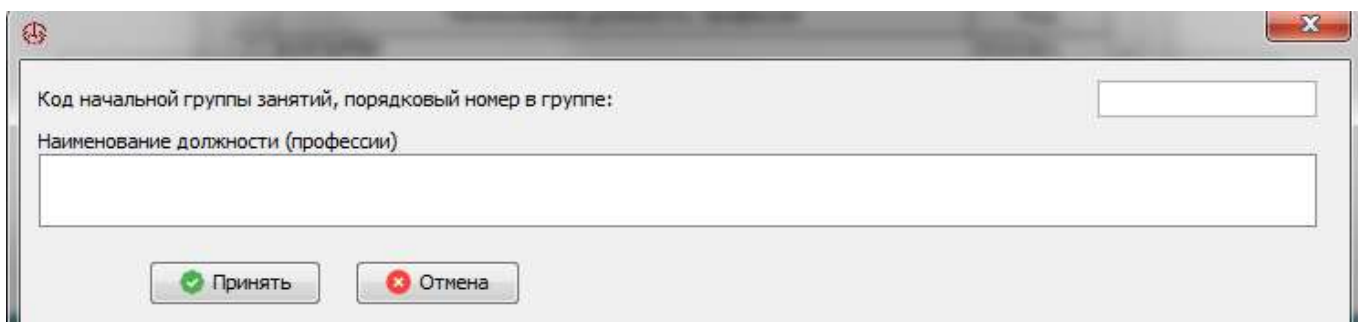 Код начальной группы занятий, порядковый номер в группе:
Наименование должности (профессии)
Принять
Отмена